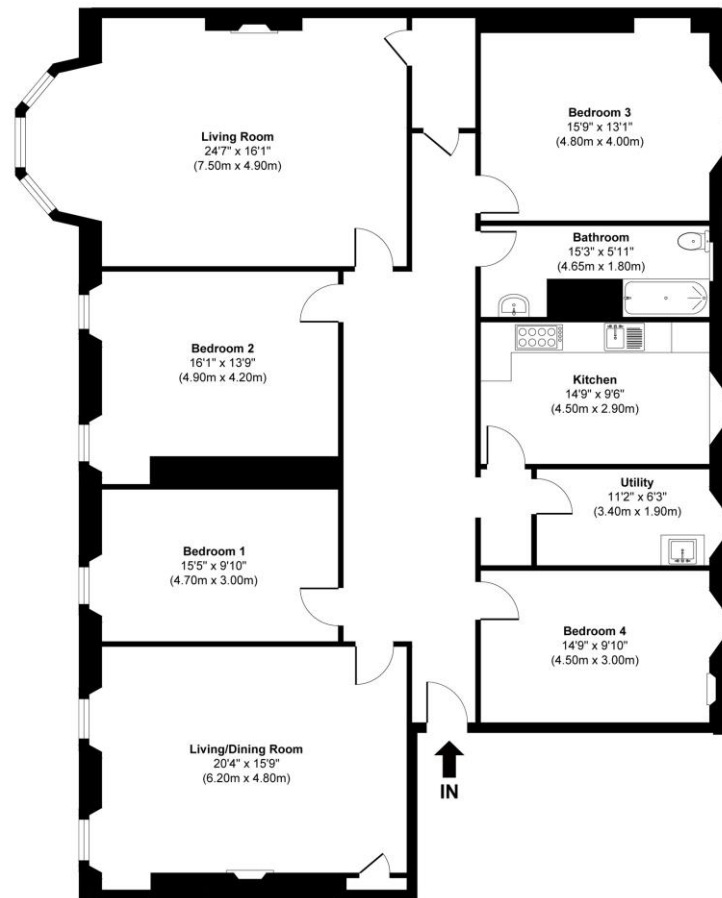 Living Room
24'7" x 16'1"
(7.50m x 4.90m)
Bedroom 3
15'9" x 13'1"
(4.80m x 4.00m)
Bathroom
15'3" x 5'11"
(4.65m x 1.80m)
Bedroom 2
16'1" x 13'9"
(4.90m x 4.20m)
Kitchen
14'9" x 9'6"
(4.50m x 2.90m)
Utility
11'2" x 6'3"
(3.40m x 1.90m)
Bedroom 1
15'5" x 9'10"
(4.70m x 3.00m)
Bedroom 4
14'9" x 9'10"
(4.50m x 3.00m)
Living/Dining Room
20'4" x 15'9"
(6.20m x 4.80m)
IN